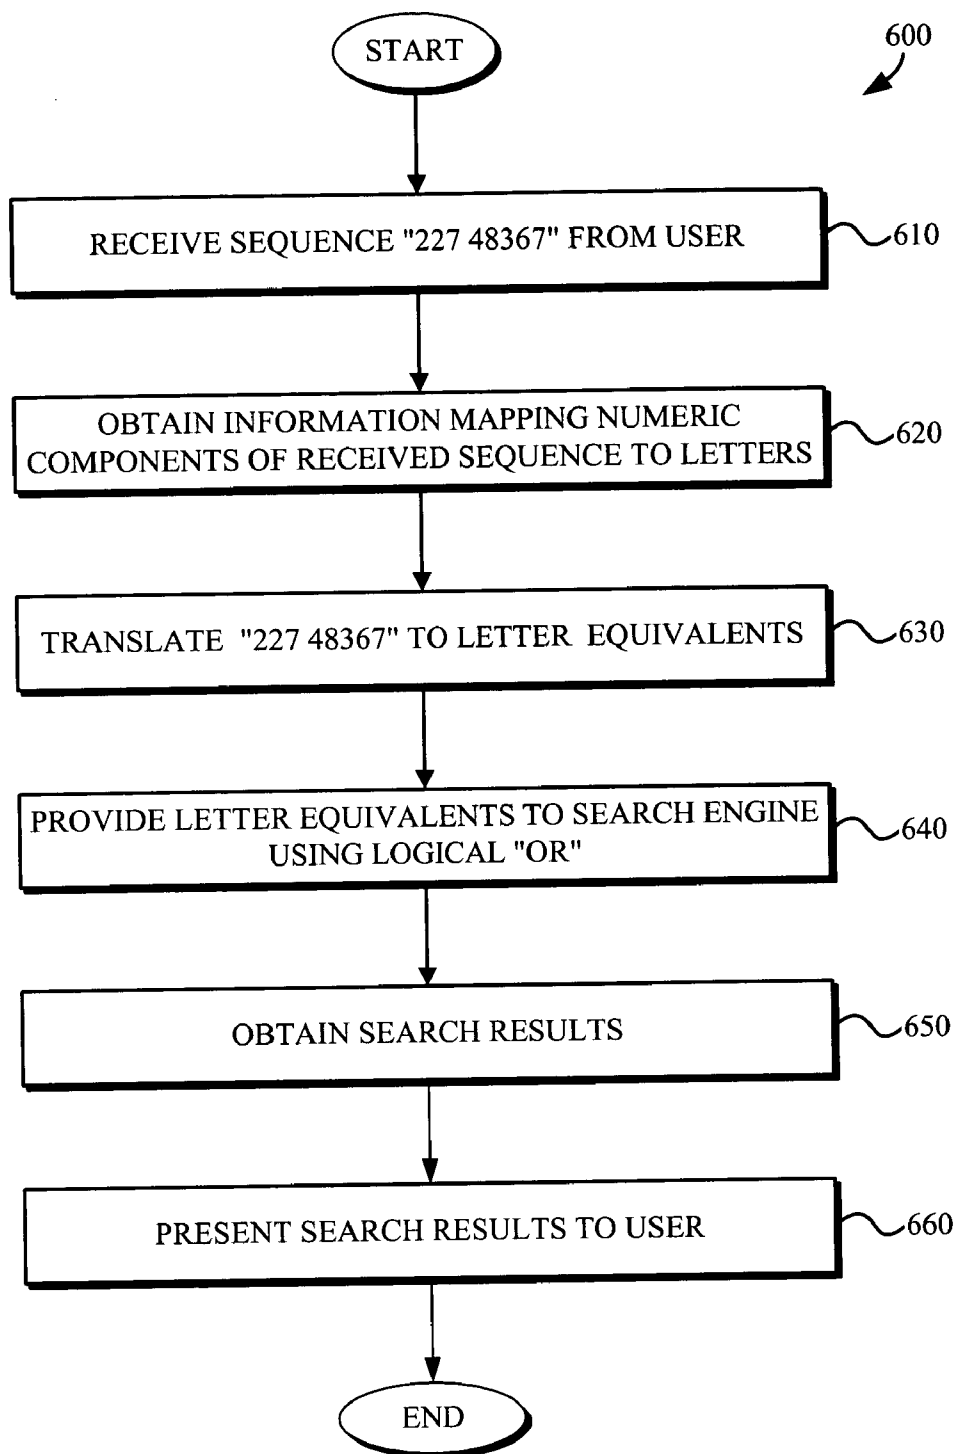 START
600
RECEIVE SEQUENCE "227 48367" FROM USER
610
OBTAIN INFORMATION MAPPING NUMERIC
COMPONENTS OF RECEIVED SEQUENCE TO LETTERS
620
TRANSLATE "227 48367" TO LETTER EQUIVALENTS
630
PROVIDE LETTER EQUIVALENTS TO SEARCH ENGINE
USING LOGICAL "OR"
640
OBTAIN SEARCH RESULTS
650
PRESENT SEARCH RESULTS TO USER
660
END